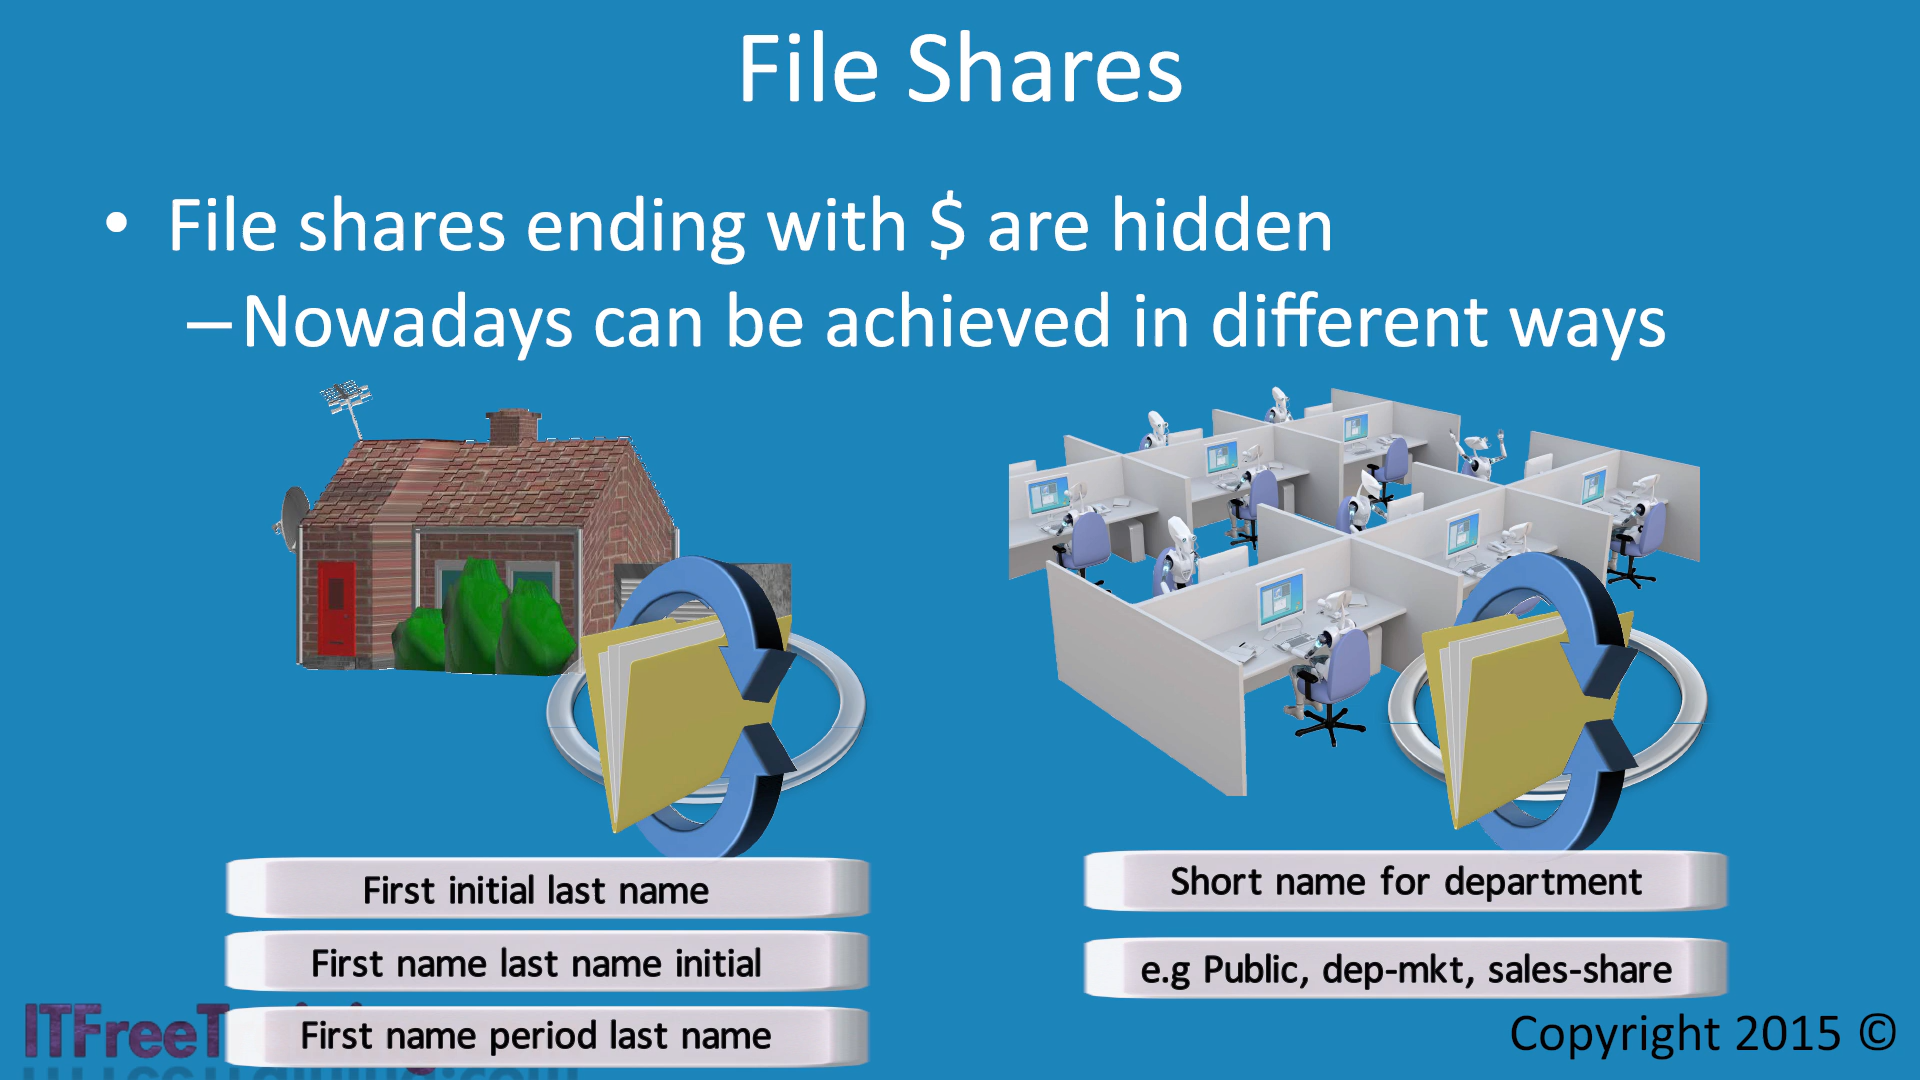 File Shares
• File shares ending with $ are hidden
–Nowadays can be achieved in different ways
First initial last name
First name last name initial
First name period last name
Short name for department
e.g Public, dep-mkt, sales-share
ITFreeT
Copyright 2015 ©